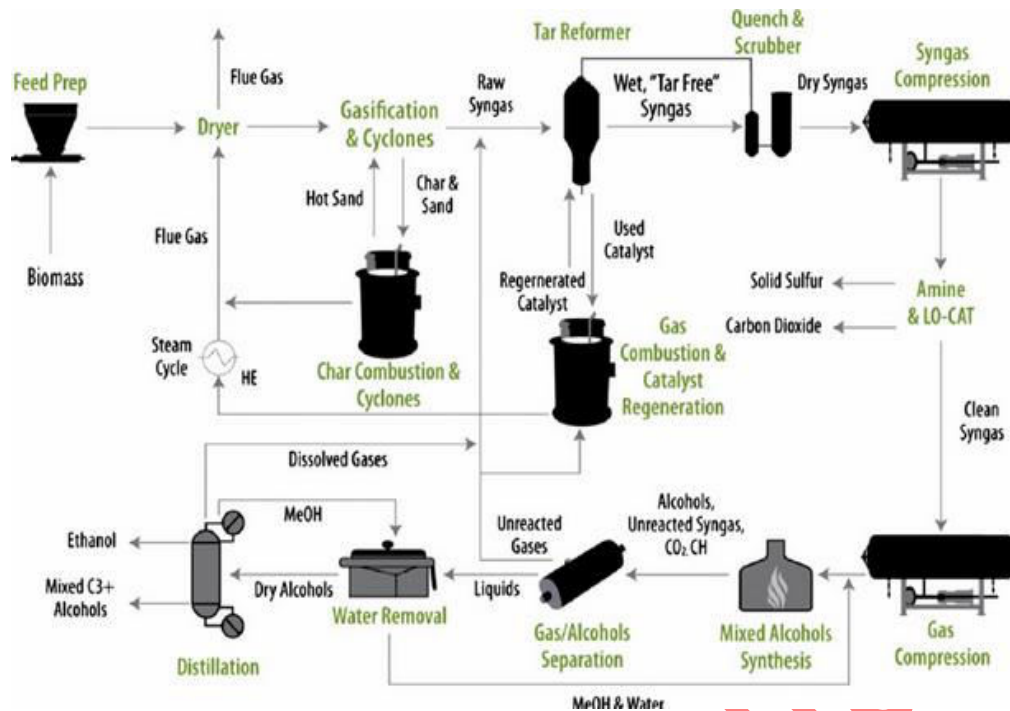 Feed Prep
Biomass
Flue Gas
Dryer
Flue Gas
Steam
Cycle
HE
Gasification
& Cyclones
Hot Sand
Char &
Sand
Char Combustion &
Cyclones
Raw
Syngas
Tar Reformer
Wet, "Tar Free"
Syngas
Quench &
Scrubber
Dry Syngas
Syngas
Compression
Used
Catalyst
Regernerated
Catalyst
Gas
Combustion &
Catalyst
Regeneration
Solid Sulfur
Carbon Dioxide
Amine
& LO-CAT
Clean
Syngas
Dissolved Gases
MeOH
Ethanol
Mixed C3+
Alcohols
Distillation
Dry Alcohols
Water Removal
Liquids
Unreacted
Gases
Gas/Alcohols
Separation
Alcohols,
Unreacted Syngas,
CO₂, CH
Mixed Alcohols
Synthesis
Gas
Compression
MeOH & Water